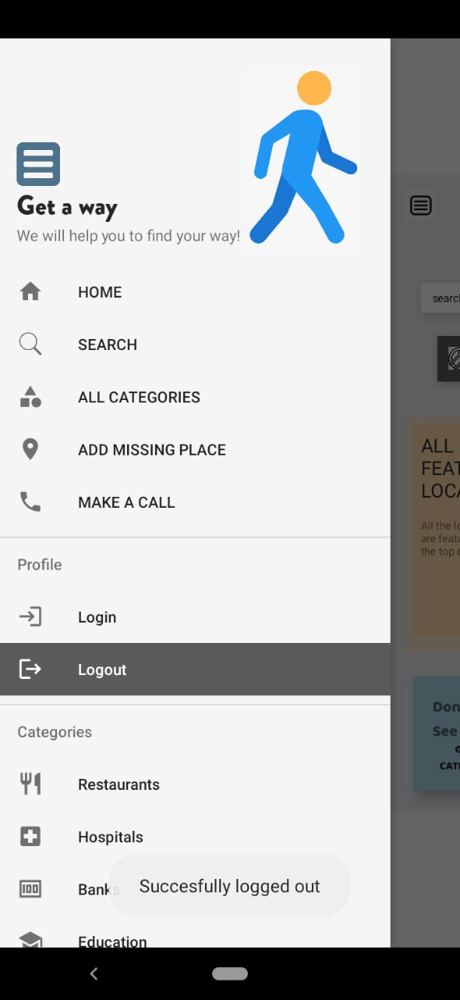 Get a way
We will help you to find your way!
HOME
SEARCH
ALL CATEGORIES
ADD MISSING PLACE
MAKE A CALL
Profile
Login
Logout
Categories
Restaurants
Hospitals
Banks
Education
Succesfully logged out
searc
ALL
FEAT
LOCA
All the lo
are featu
the top o
Don
See
G
CATE